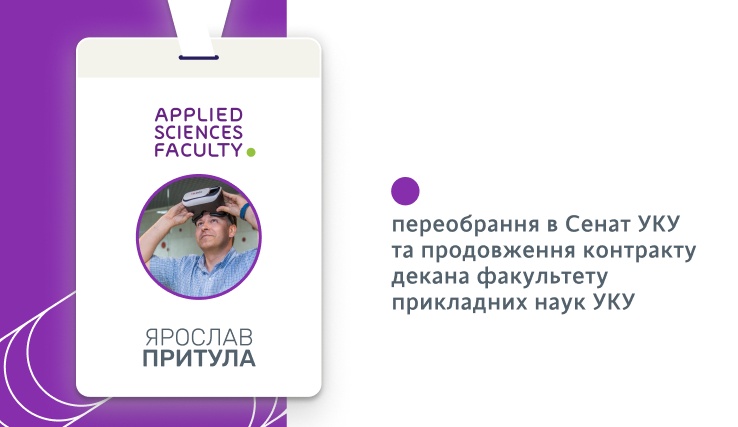 APPLIED
SCIENCES
FACULTY
ЯРОСЛАВ
ПРИТУЛА
переобрання в Сенат УКУ
та продовження контракту
декана факультету
прикладних наук УКУ